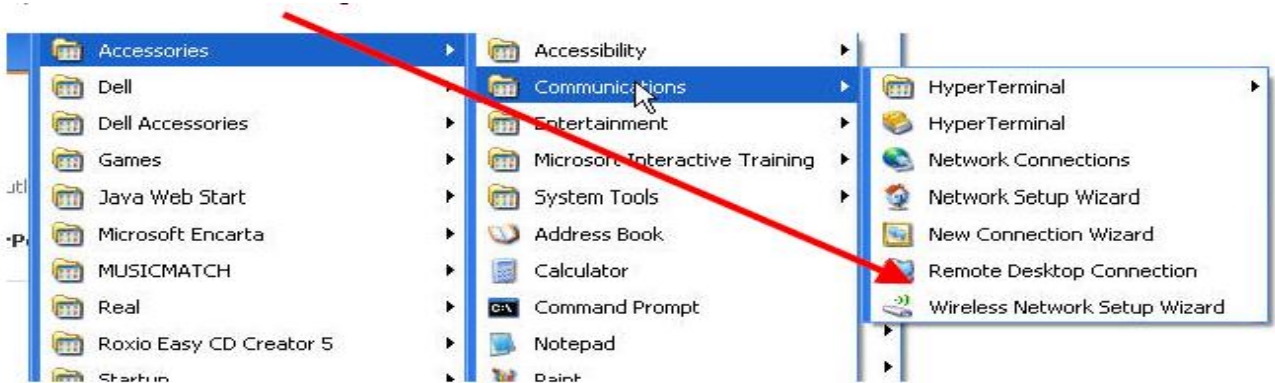 Accessories
Dell
Dell Accessories
Games
Java Web Start
Microsoft Encarta
MUSICMATCH
Real
Roxio Easy CD Creator 5
Startup
Accessibility
Communications
Entertainment
Microsoft Interactive Training
System Tools
Address Book
Calculator
Command Prompt
Notepad
Paint
HyperTerminal
HyperTerminal
Network Connections
Network Setup Wizard
New Connection Wizard
Remote Desktop Connection
Wireless Network Setup Wizard